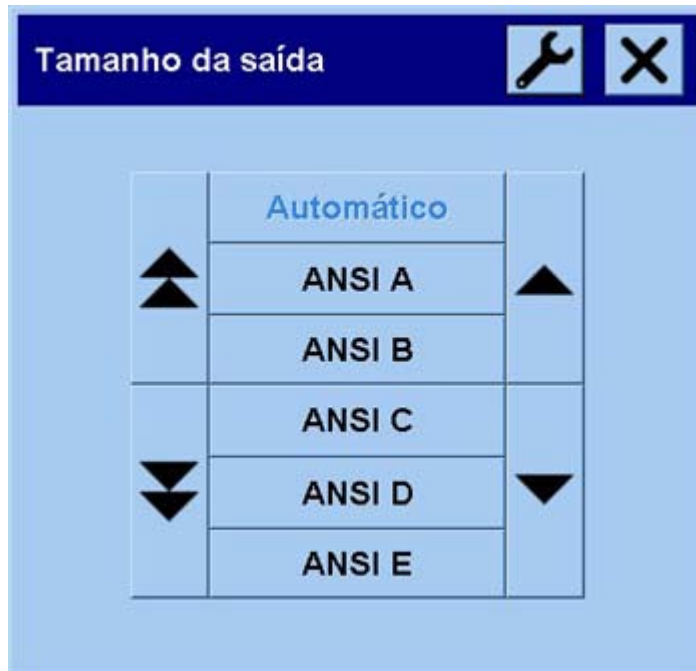 Tamanho da saída
Automático
ANSI A
ANSI B
ANSI C
ANSI D
ANSI E